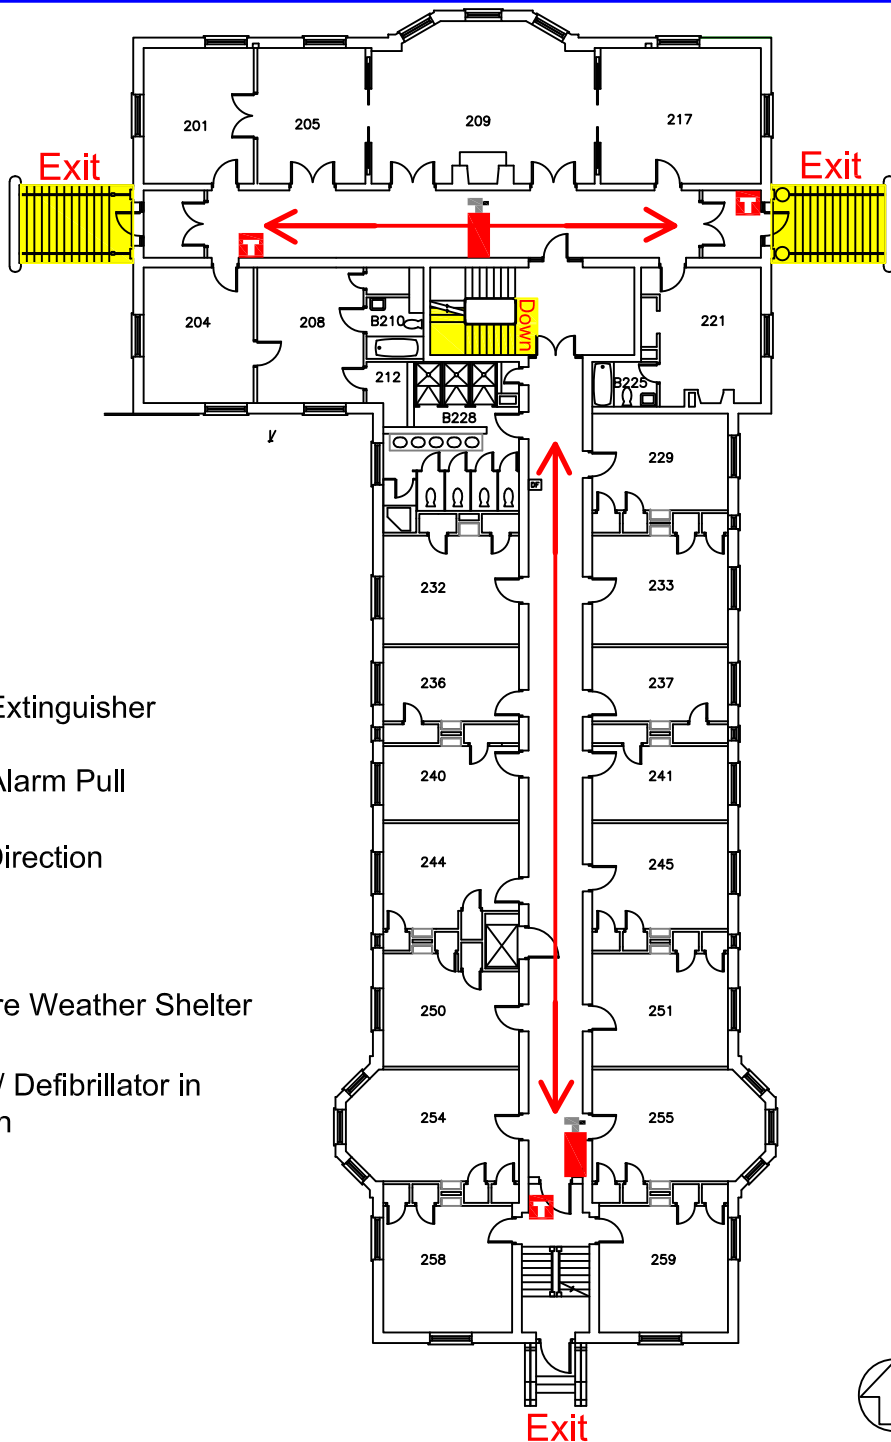 201
205
209
217
Exit
Exit
T
T
204
208
B210
Down
221
212
B225
B228
229
DF
232
233
236
237
Extinguisher
240
241
Alarm Pull
244
245
Direction
250
251
re Weather Shelter
/ Defibrillator in
n
254
255
T
258
259
Exit